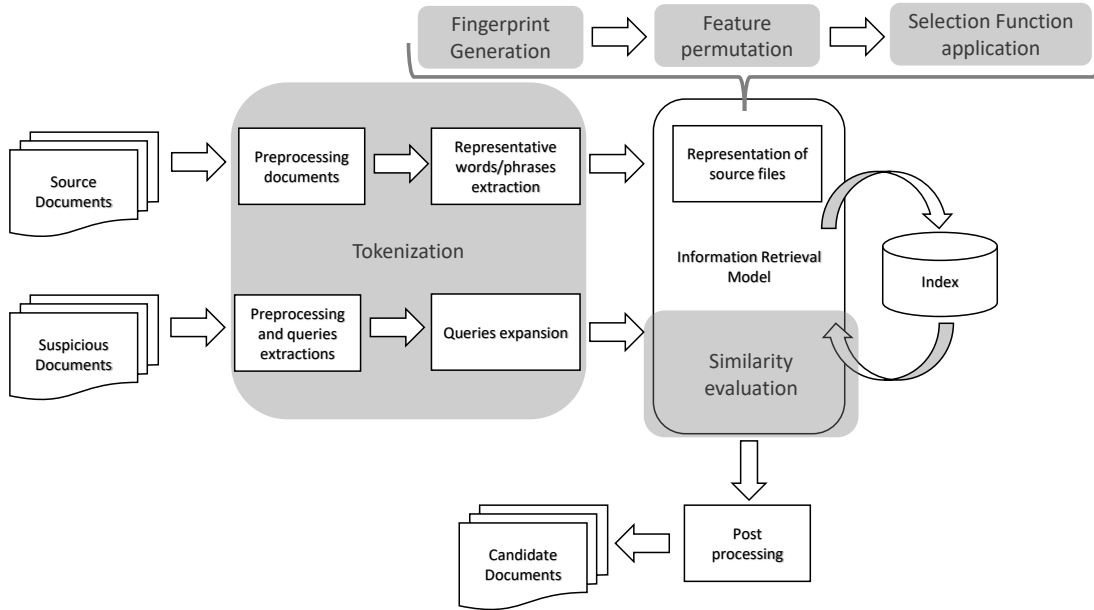 Fingerprint
Generation
Feature
permutation
Selection Function
application
Source
Documents
Preprocessing
documents
Representative
words/phrases
extraction
Representation of
source files
Tokenization
Information Retrieval
Model
Index
Suspicious
Documents
Preprocessing
and queries
extractions
Queries expansion
Similarity
evaluation
Candidate
Documents
Post
processing